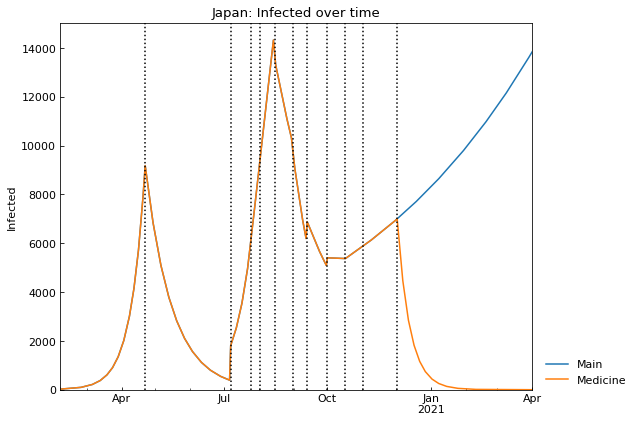 Japan: Infected over time
Infected
14000
12000
10000
8000
6000
4000
2000
0
Apr
Jul
Oct
Jan
2021
Apr
Main
Medicine